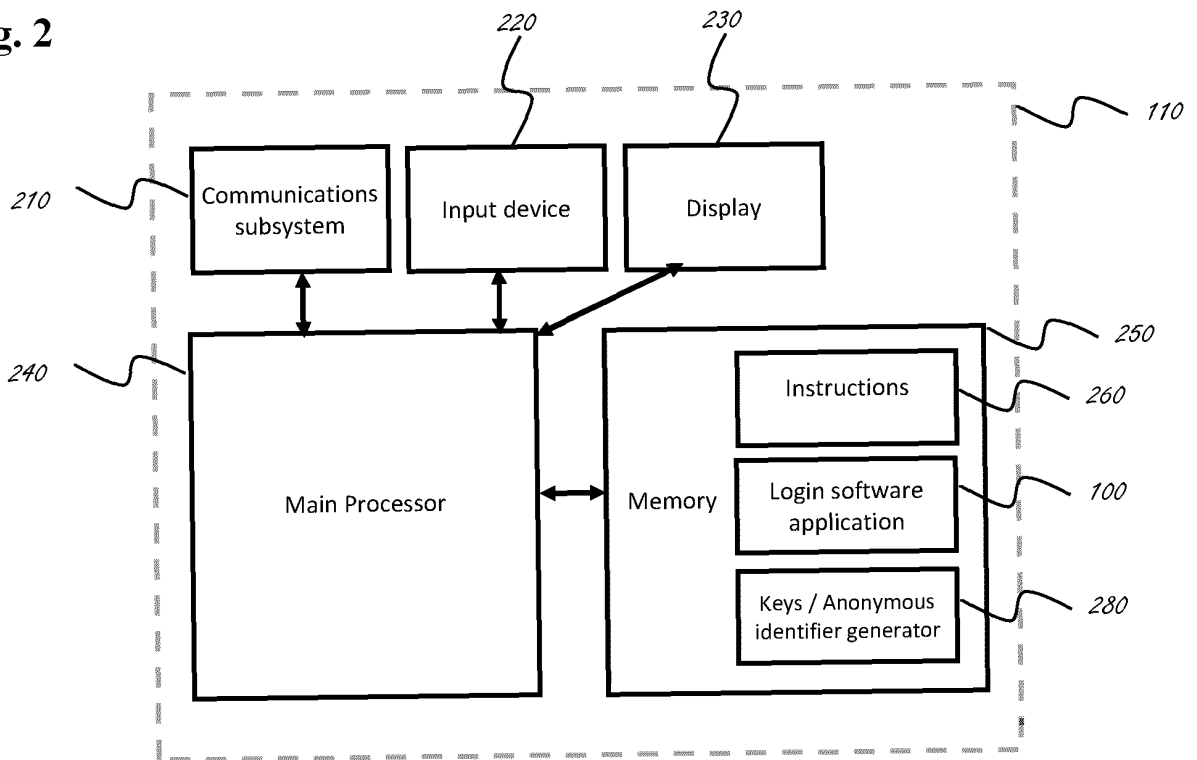 g. 2
220
230
110
210
Communications
subsystem
Input device
Display
240
250
Main Processor
Memory
Instructions
260
Login software
application
100
Keys / Anonymous
identifier generator
280